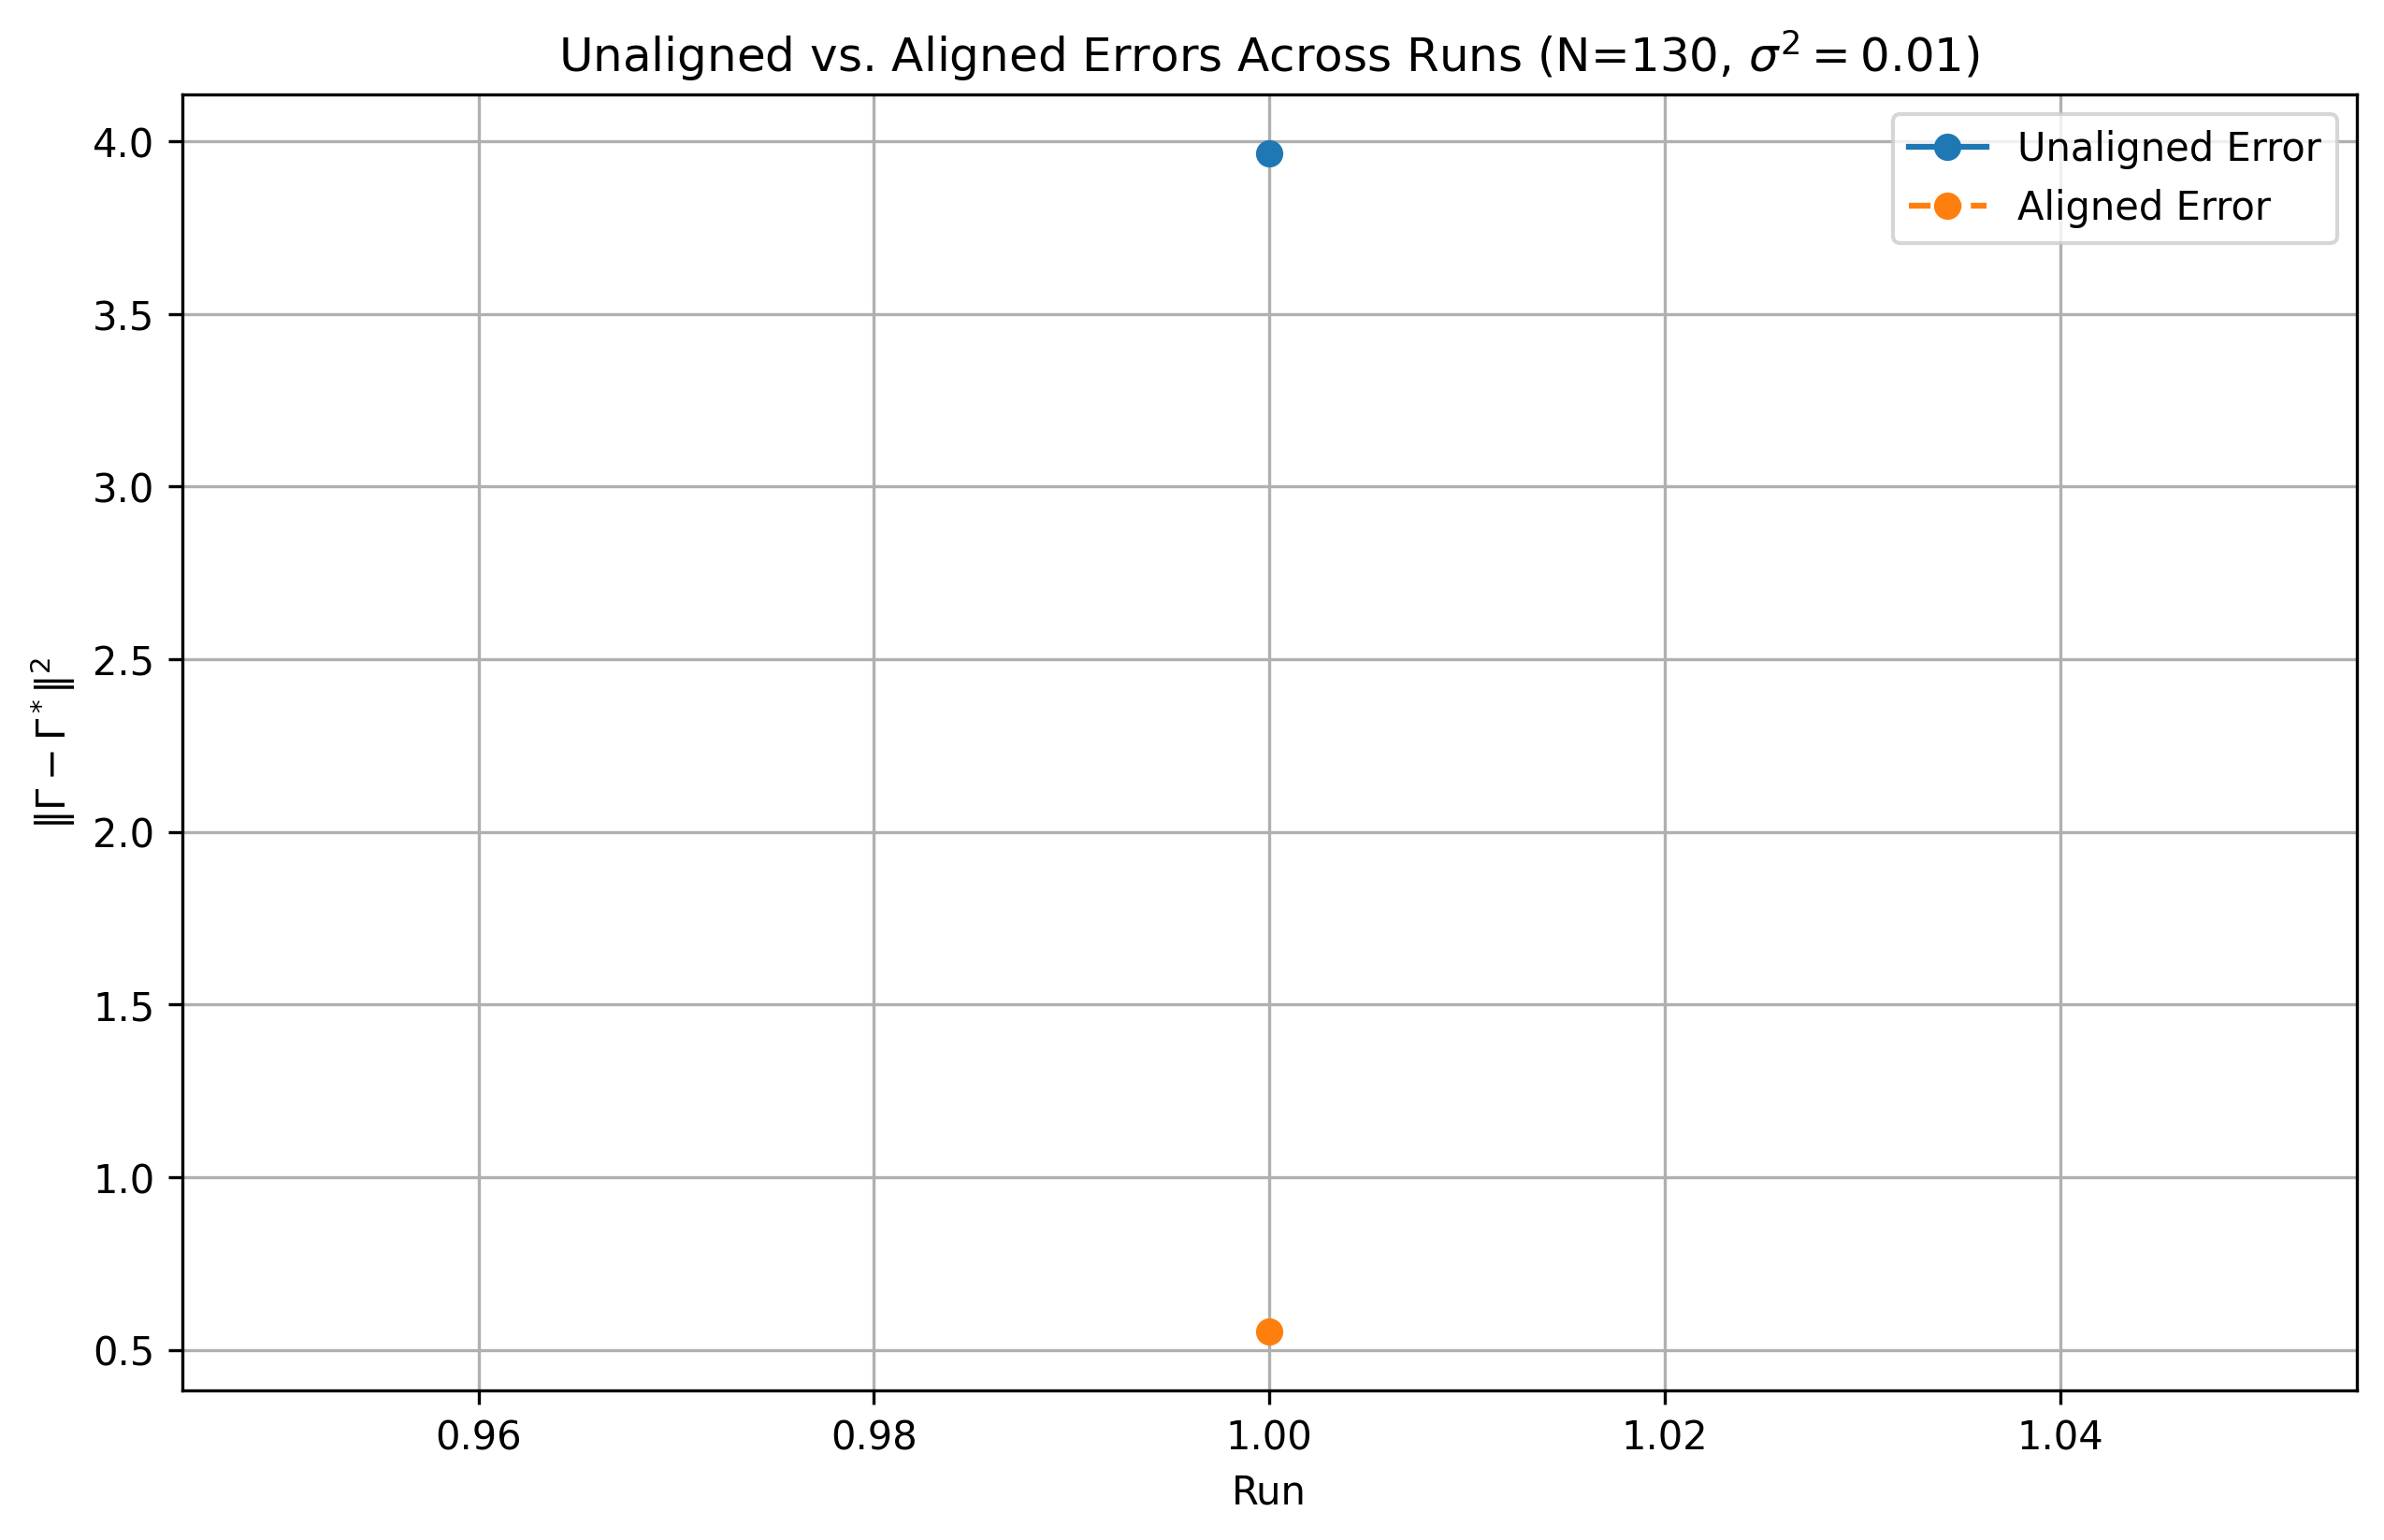 Unaligned vs. Aligned Errors Across Runs (N=130, σ² = 0.01)
Unaligned Error
Aligned Error
‖Γ − Γ*‖²
4.0
3.5
3.0
2.5
2.0
1.5
1.0
0.5
0.96 0.98 1.00 1.02 1.04
Run